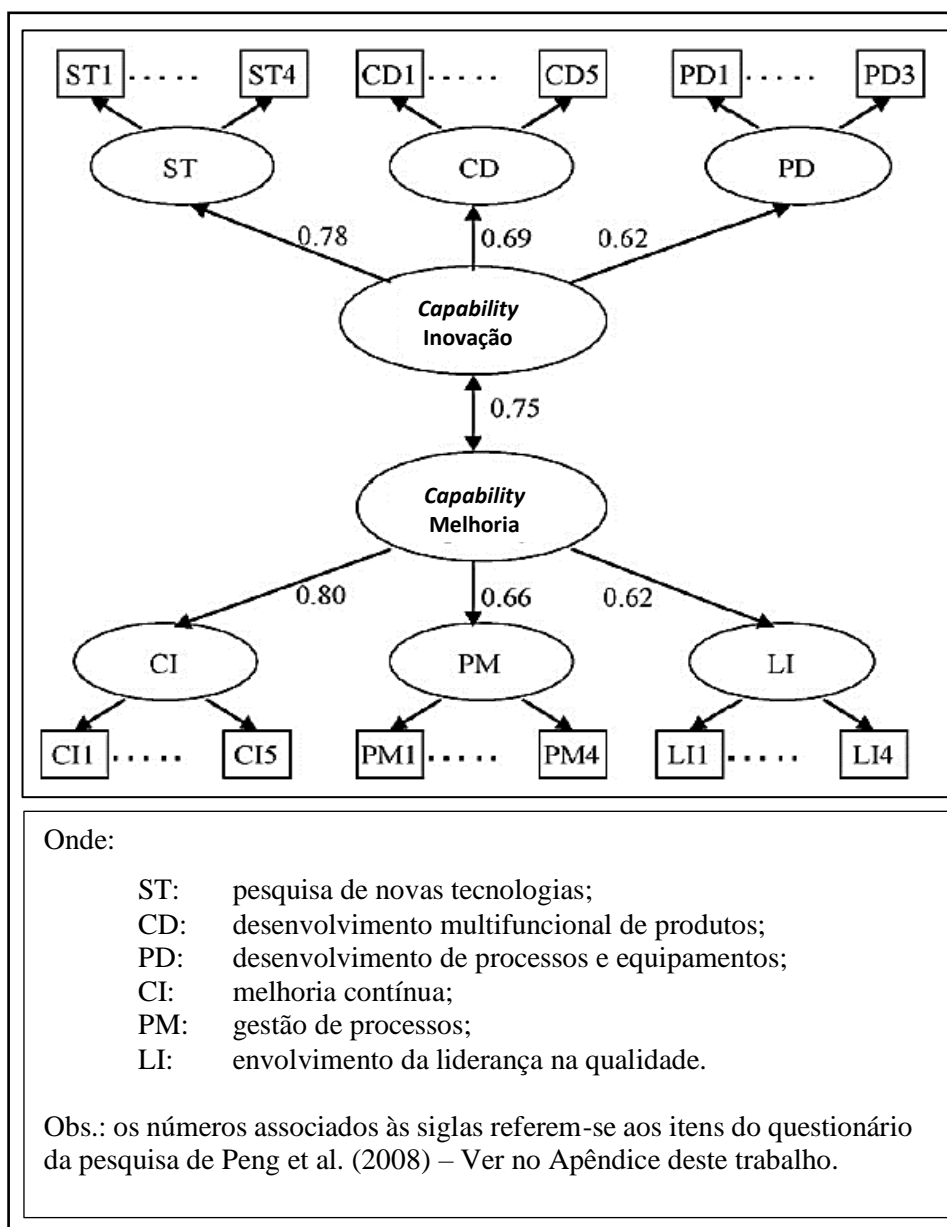 ST1 ..... ST4 CD1 ..... CD5 PD1 ..... PD3
ST CD PD
0.78 0.69 0.62
Capability
Inovação
0.75
Capability
Melhoria
0.80 0.66 0.62
CI PM LI
CI1 ..... CI5 PM1 ..... PM4 LI1 ..... LI4
Onde:
ST: pesquisa de novas tecnologias;
CD: desenvolvimento multifuncional de produtos;
PD: desenvolvimento de processos e equipamentos;
CI: melhoria contínua;
PM: gestão de processos;
LI: envolvimento da liderança na qualidade.
Obs.: os números associados às siglas referem-se aos itens do questionário
da pesquisa de Peng et al. (2008) – Ver no Apêndice deste trabalho.